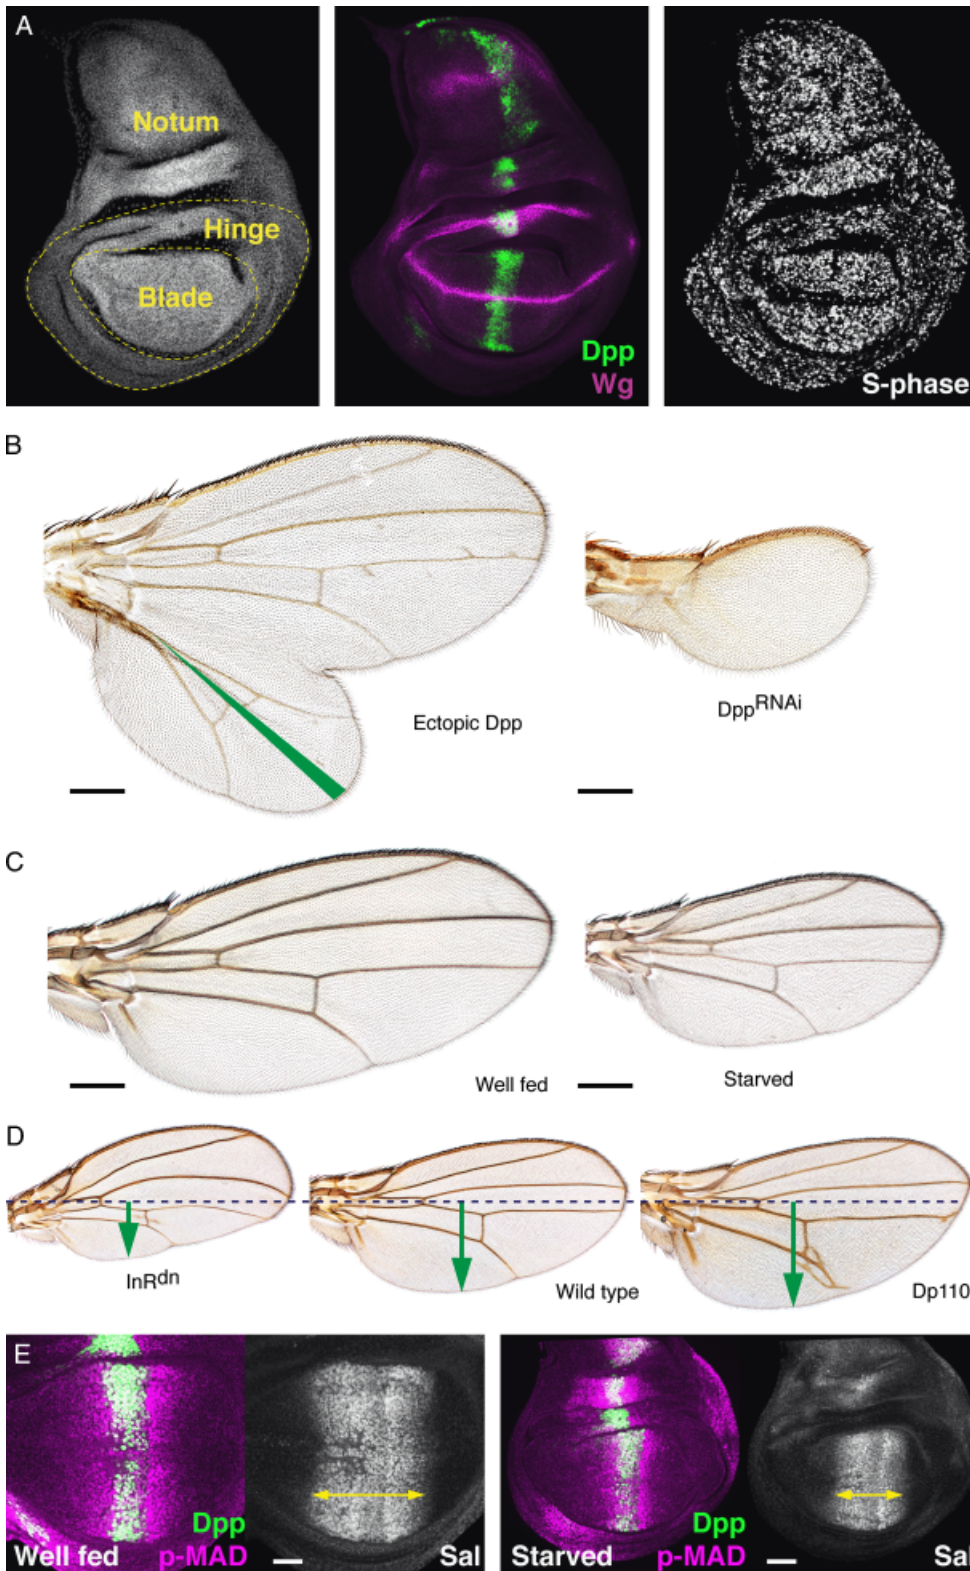 A
Notum
Hinge
Blade
Dpp
Wg
S-phase
B
Ectopic Dpp
DppRNAi
C
Well fed
Starved
D
InRdn
Wild type
Dp110
E
Well fed
Dpp
p-MAD
Sal
Starved
Dpp
p-MAD
Sal